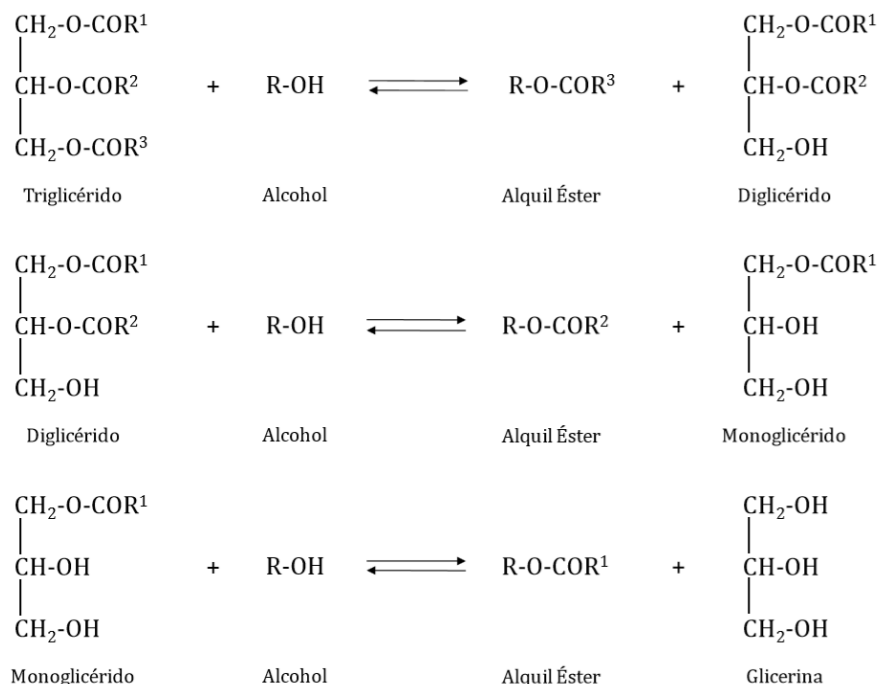 CH₂-O-COR¹ CH₂-O-COR¹
CH-O-COR² + R-OH R-O-COR³ + CH-O-COR²
CH₂-O-COR³ CH₂-OH
Triglicérido Alcohol Alquil Éster Diglicérido
CH₂-O-COR¹ CH₂-O-COR¹
CH-O-COR² + R-OH R-O-COR² + CH-OH
CH₂-OH CH₂-OH
Diglicérido Alcohol Alquil Éster Monoglicérido
CH₂-O-COR¹ CH₂-OH
CH-OH + R-OH R-O-COR¹ + CH-OH
CH₂-OH CH₂-OH
Monoglicérido Alcohol Alquil Éster Glicerina